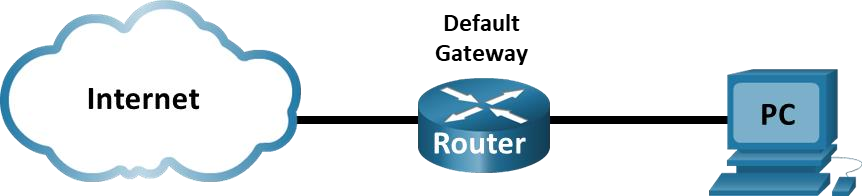 Default
Gateway
Internet
Router
PC